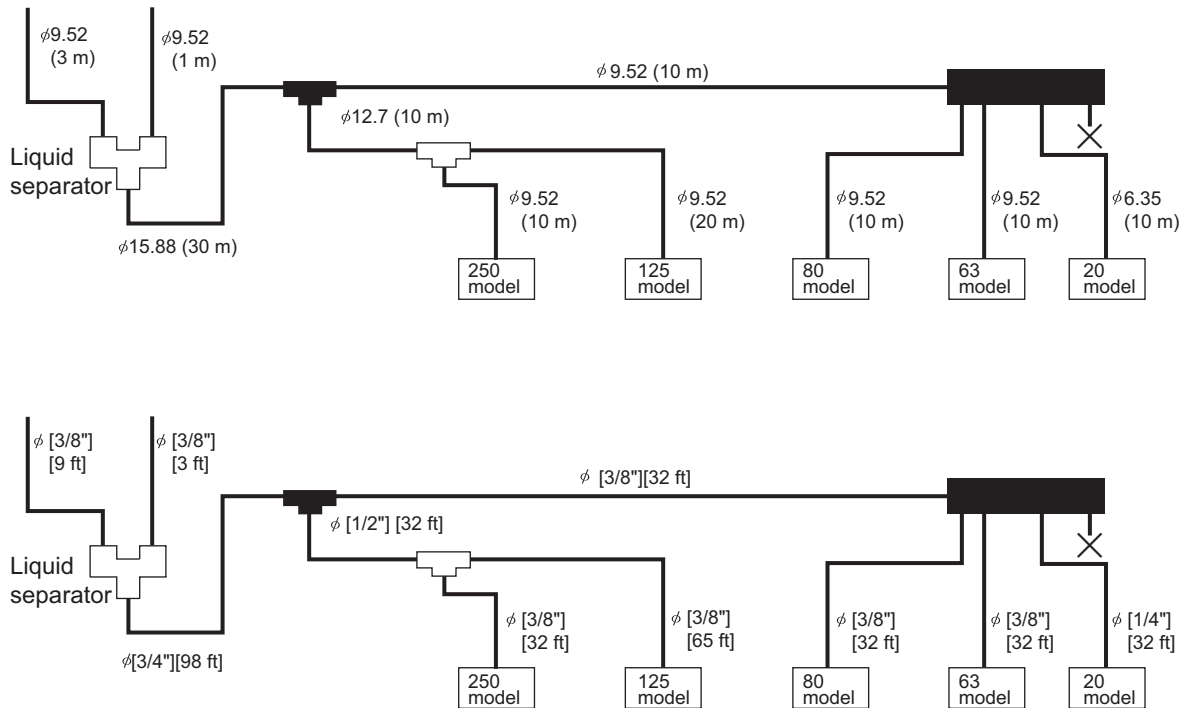 φ9.52
(3 m)
φ9.52
(1 m)
φ9.52 (10 m)
φ12.7 (10 m)
Liquid
separator
φ15.88 (30 m)
φ9.52
(10 m)
φ9.52
(20 m)
φ9.52
(10 m)
φ9.52
(10 m)
φ6.35
(10 m)
250
model
125
model
80
model
63
model
20
model
φ [3/8"]
[9 ft]
φ [3/8"]
[3 ft]
φ [3/8"][32 ft]
φ [1/2"] [32 ft]
Liquid
separator
φ[3/4"][98 ft]
φ [3/8"]
[32 ft]
φ [3/8"]
[65 ft]
φ [3/8"]
[32 ft]
φ [3/8"]
[32 ft]
φ [1/4"]
[32 ft]
250
model
125
model
80
model
63
model
20
model